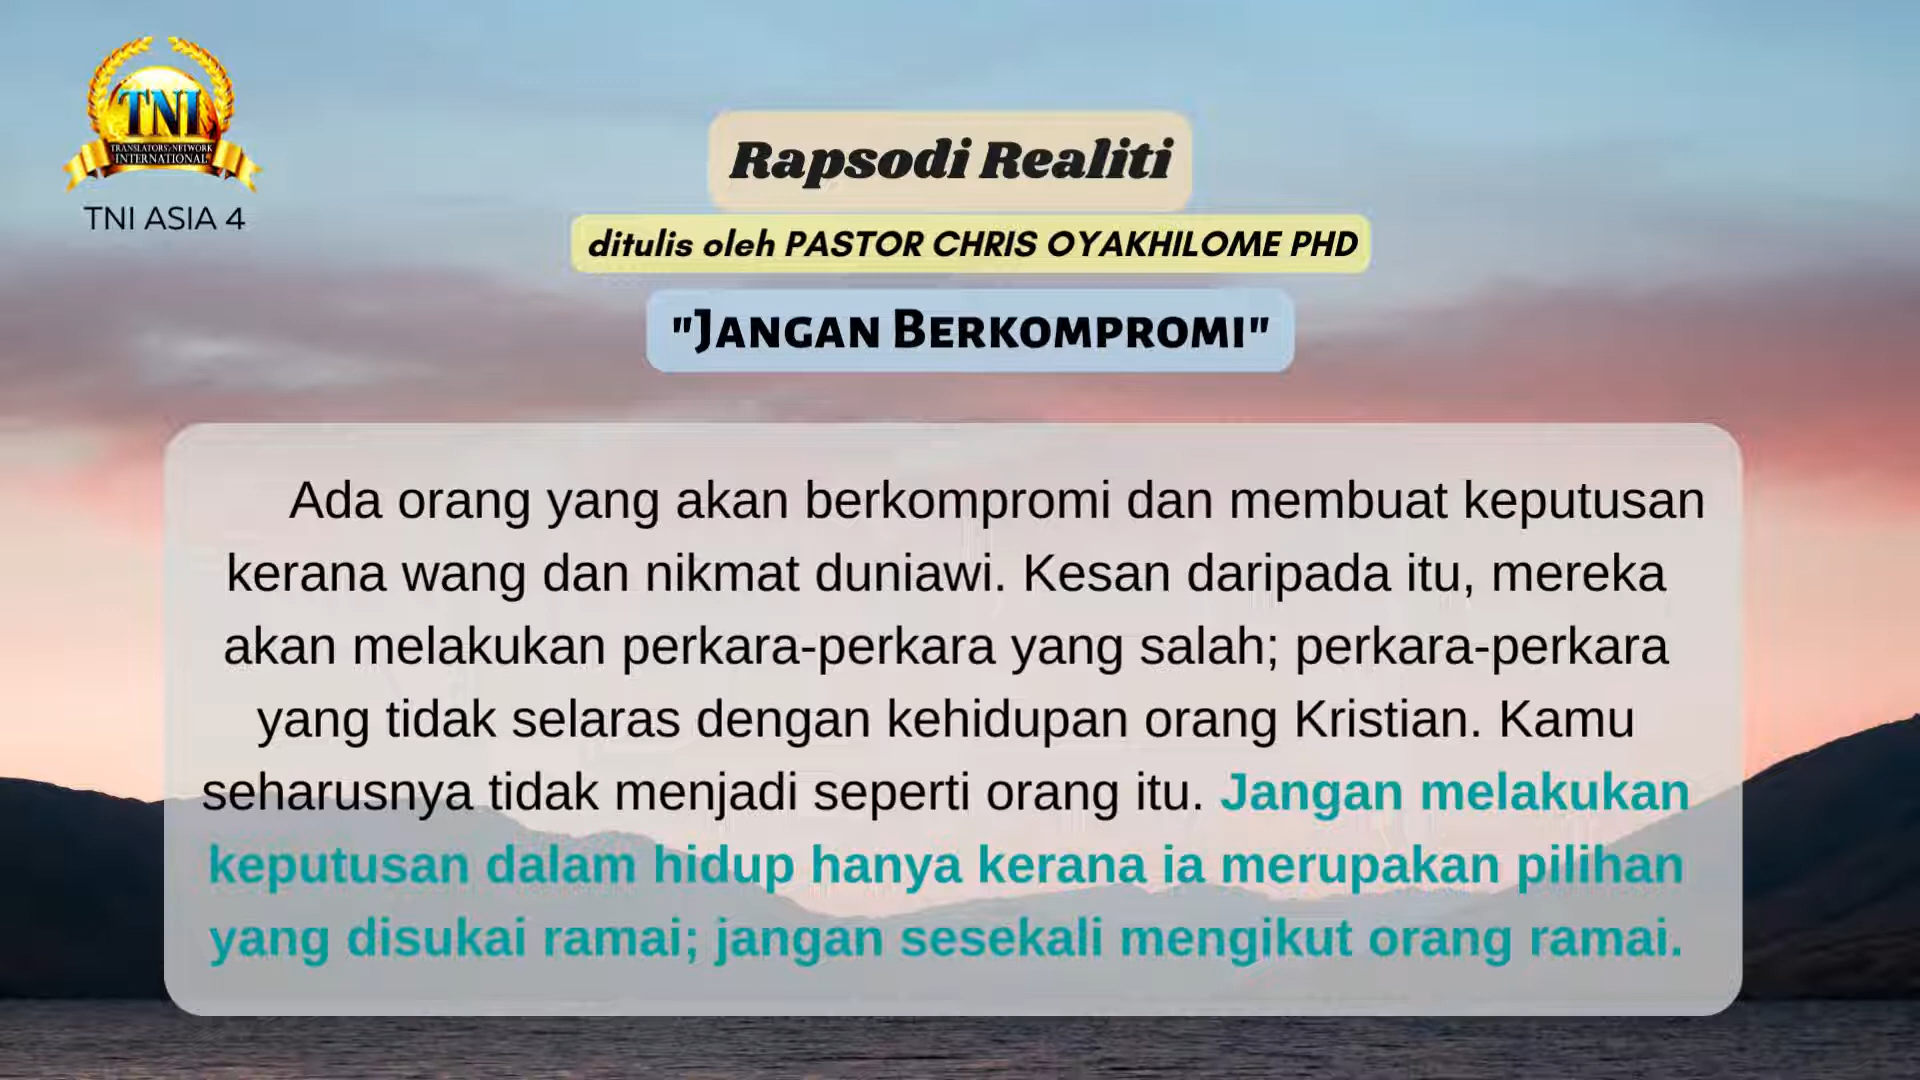 TNI
TRANSLATORS' NETWORK
INTERNATIONAL
TNI ASIA 4
Rapsodi Realiti
ditulis oleh PASTOR CHRIS OYAKHILOME PHD
"JANGAN BERKOMPROMI"
Ada orang yang akan berkompromi dan membuat keputusan
kerana wang dan nikmat duniawi. Kesan daripada itu, mereka
akan melakukan perkara-perkara yang salah; perkara-perkara
yang tidak selaras dengan kehidupan orang Kristian. Kamu
seharusnya tidak menjadi seperti orang itu. Jangan melakukan
keputusan dalam hidup hanya kerana ia merupakan pilihan
yang disukai ramai; jangan sesekali mengikut orang ramai.